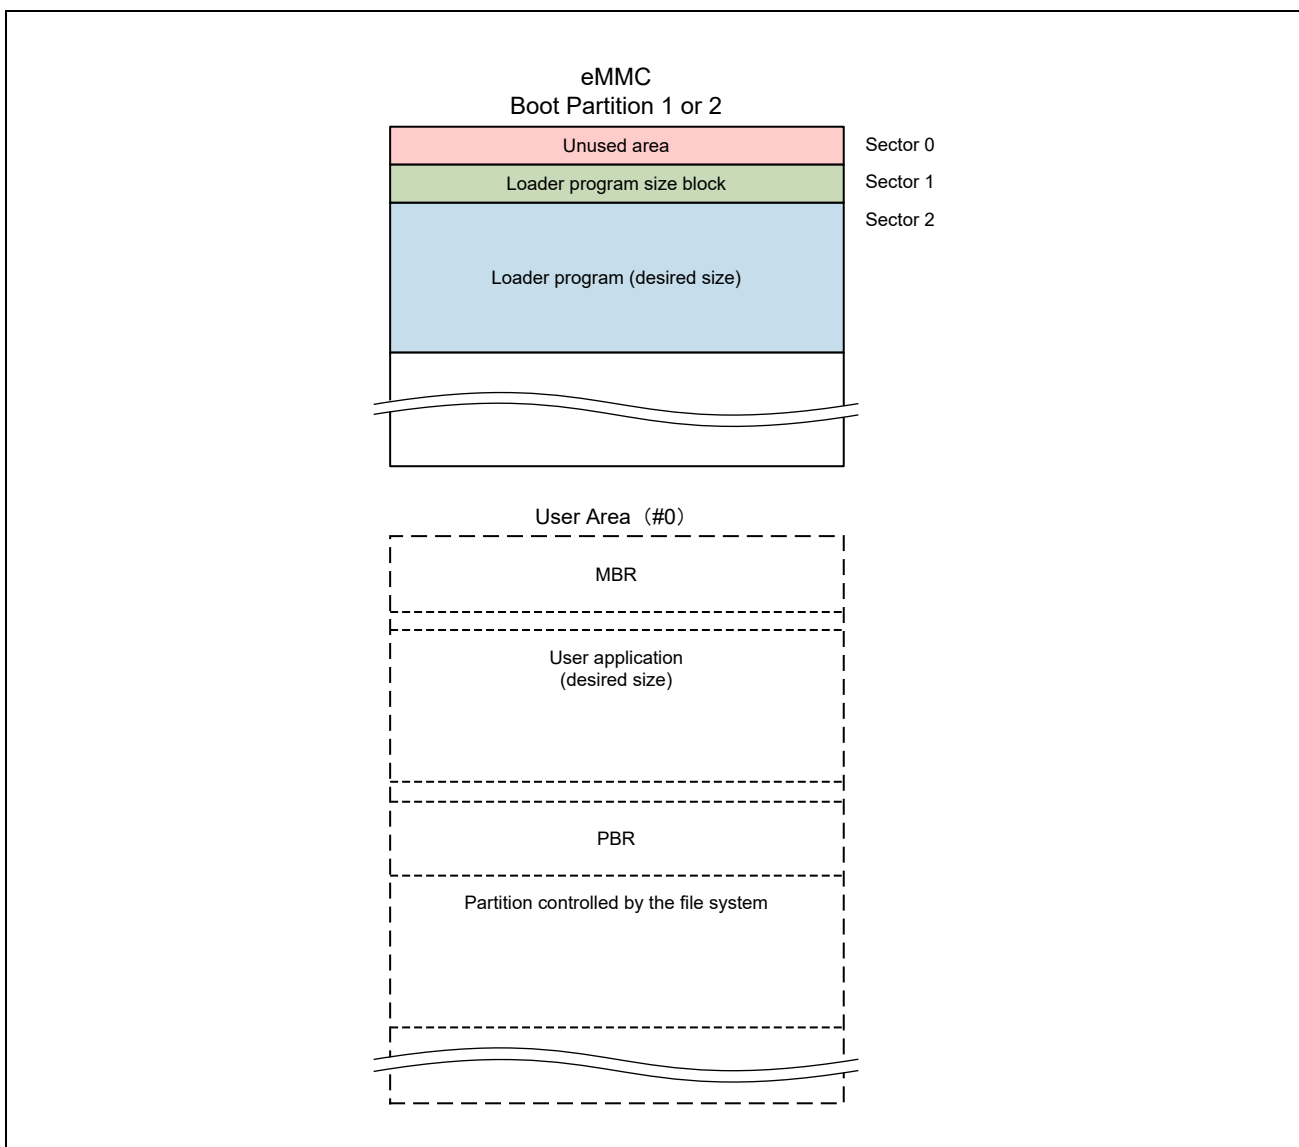 eMMC
Boot Partition 1 or 2
Unused area
Sector 0
Loader program size block
Sector 1
Sector 2
Loader program (desired size)
User Area（#0）
MBR
User application
(desired size)
PBR
Partition controlled by the file system